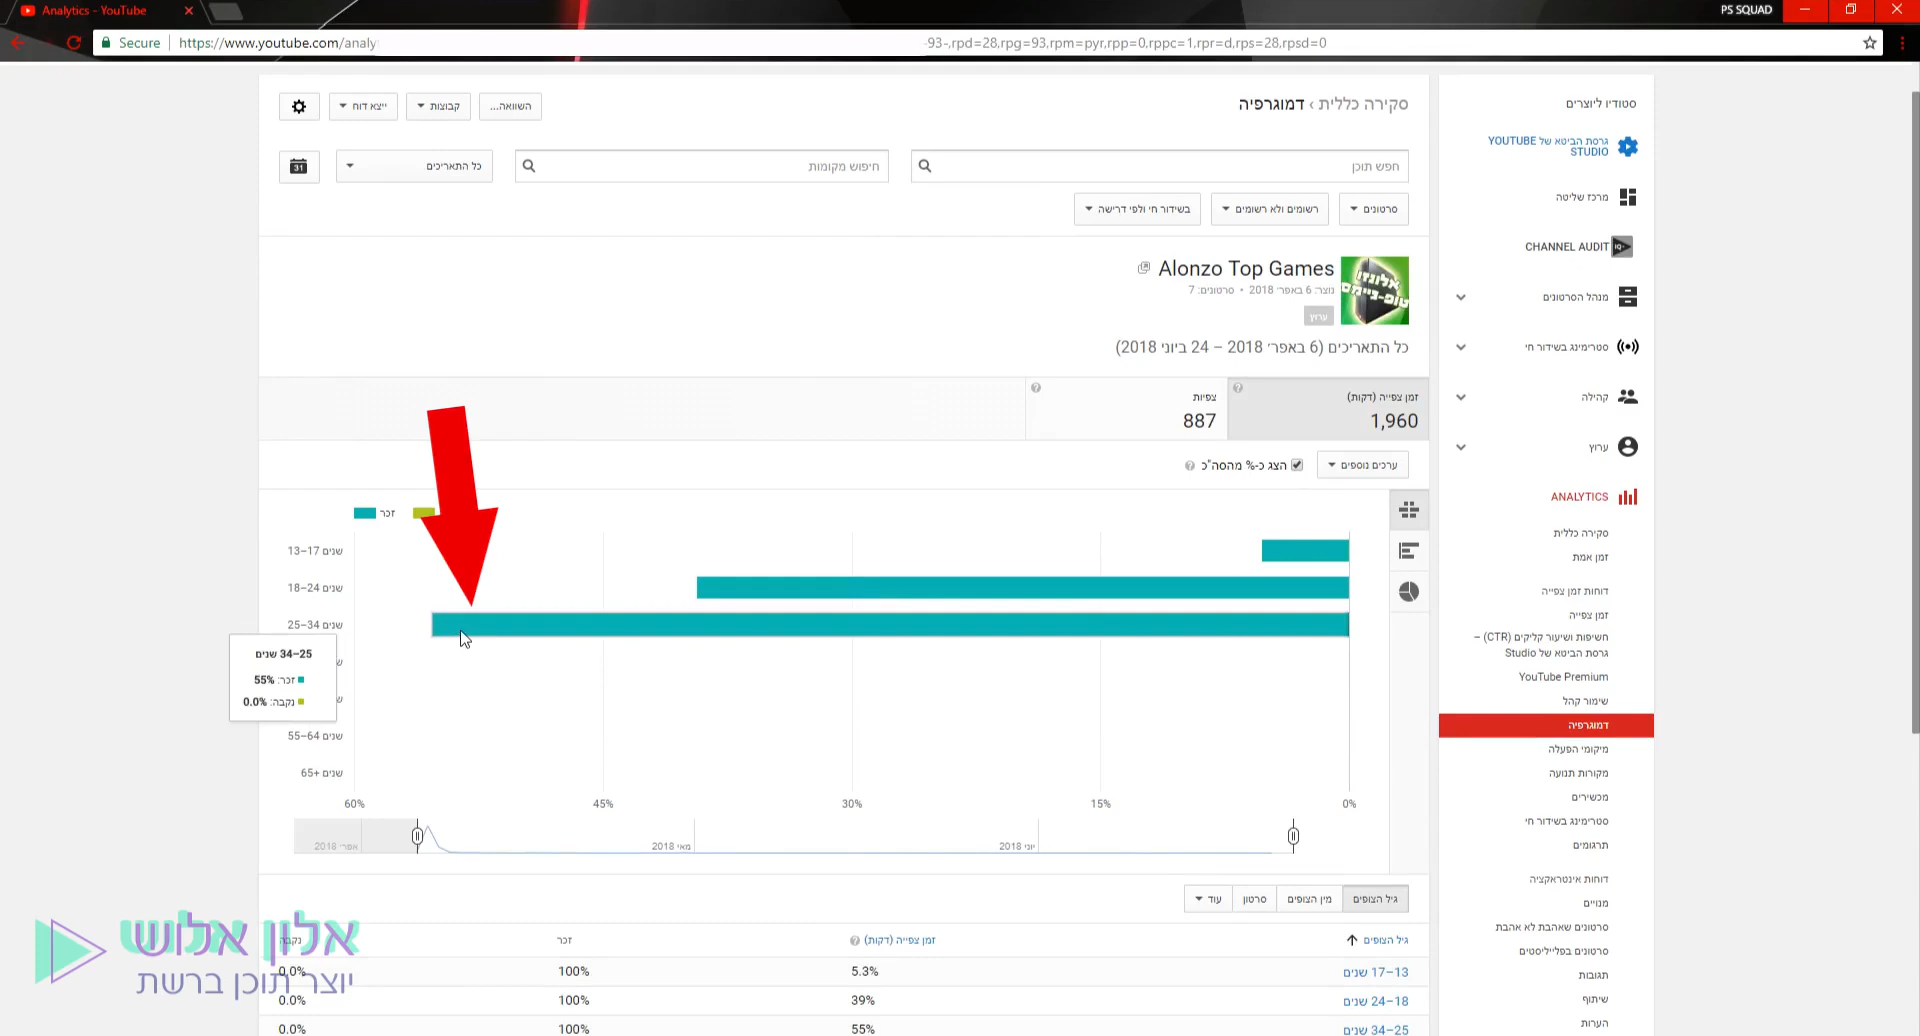 Analytics - YouTube
PS SQUAD
Secure
https://www.youtube.com/analy
-93-,rpd=28,rpg=93,rpm=pyr,rpp=0,rppc=1,rpr=d,rps=28,rpsd=0
סקירה כללית › דמוגרפיה
השוואה...
קבוצות
ייצא דוח
חפש תוכן
חיפוש מקומות
כל התאריכים
31
סרטונים
רשומים ולא רשומים
בשידור חי ולפי דרישה
אלונזו
טופ-גיימס
Alonzo Top Games
נוצר: 6 באפר׳ 2018 • סרטונים: 7
ערוץ
כל התאריכים (6 באפר׳ 2018 – 24 ביוני 2018)
זמן צפייה (דקות)
1,960
צפיות
887
ערכים נוספים
הצג כ-% מהסה"כ
זכר
13–17 שנים
18–24 שנים
25–34 שנים
25–34 שנים
זכר: 55%
נקבה: 0.0%
55–64 שנים
65+ שנים
60%
45%
30%
15%
0%
אפר׳ 2018
מאי 2018
יוני 2018
גיל הצופים
מין הצופים
סרטון
עוד
גיל הצופים
זמן צפייה (דקות)
זכר
נקבה
13–17 שנים
5.3%
100%
0.0%
18–24 שנים
39%
100%
0.0%
25–34 שנים
55%
100%
0.0%
אלון אלוש
יוצר תוכן ברשת
סטודיו ליוצרים
גרסת הביטא של YOUTUBE
STUDIO
מרכז שליטה
CHANNEL AUDIT
IQ
מנהל הסרטונים
סטרימינג בשידור חי
קהילה
ערוץ
ANALYTICS
סקירה כללית
זמן אמת
דוחות זמן צפייה
זמן צפייה
חשיפות ושיעור קליקים (CTR) –
גרסת הביטא של Studio
YouTube Premium
שימור קהל
דמוגרפיה
מיקומי הפעלה
מקורות תנועה
מכשירים
סטרימינג בשידור חי
תרגומים
דוחות אינטראקציה
מנויים
סרטונים שאהבת לא אהבת
סרטונים בפלייליסטים
תגובות
שיתוף
הערות